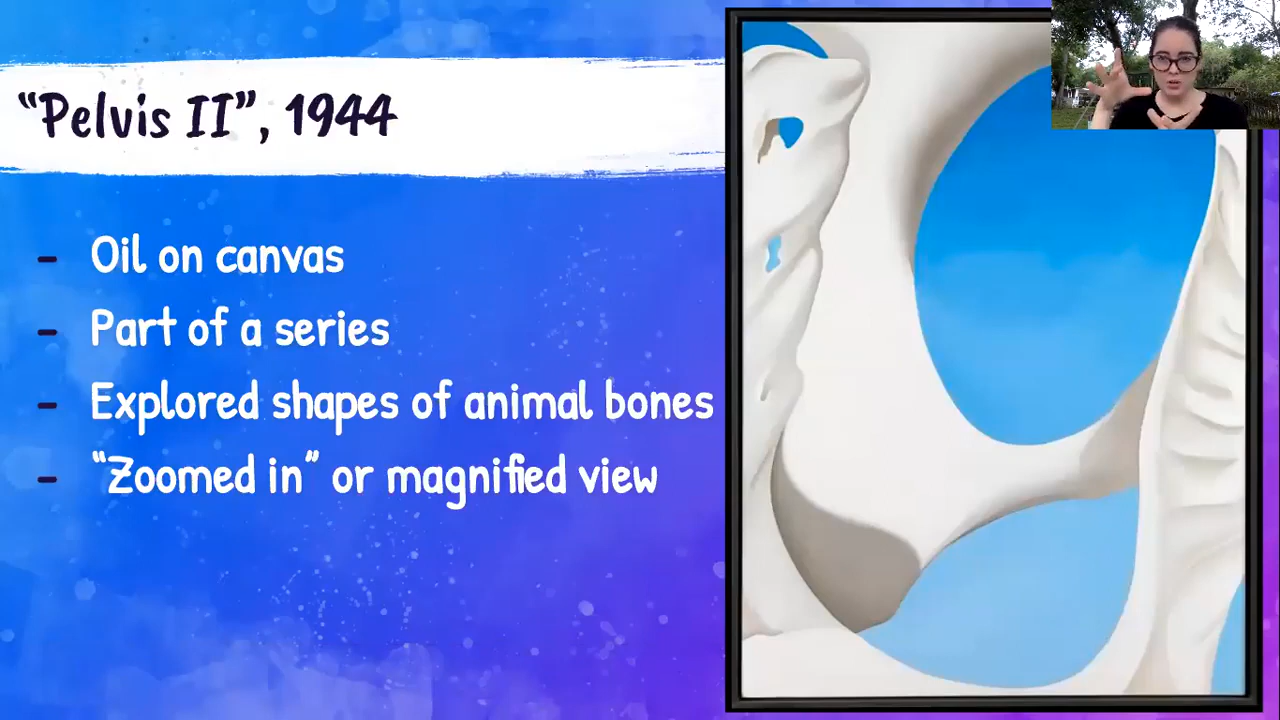 “Pelvis II”, 1944
- Oil on canvas
- Part of a series
- Explored shapes of animal bones
- “Zoomed in” or magnified view